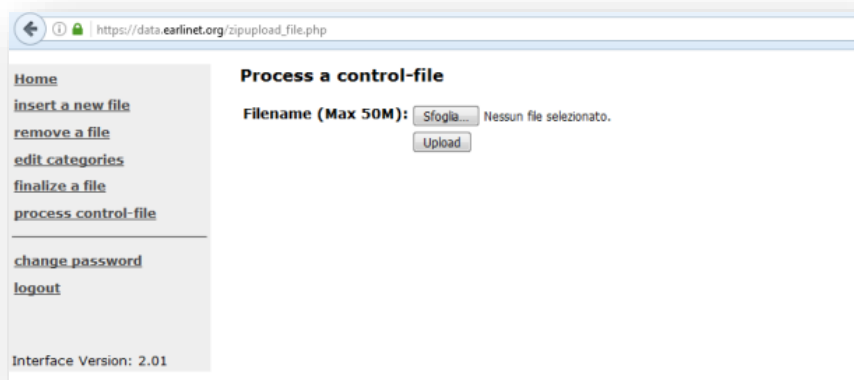 https://data.earlinet.org/zipupload_file.php
Home
insert a new file
remove a file
edit categories
finalize a file
process control-file
change password
logout
Interface Version: 2.01
Process a control-file
Filename (Max 50M): Sfoglia... Nessun file selezionato.
Upload